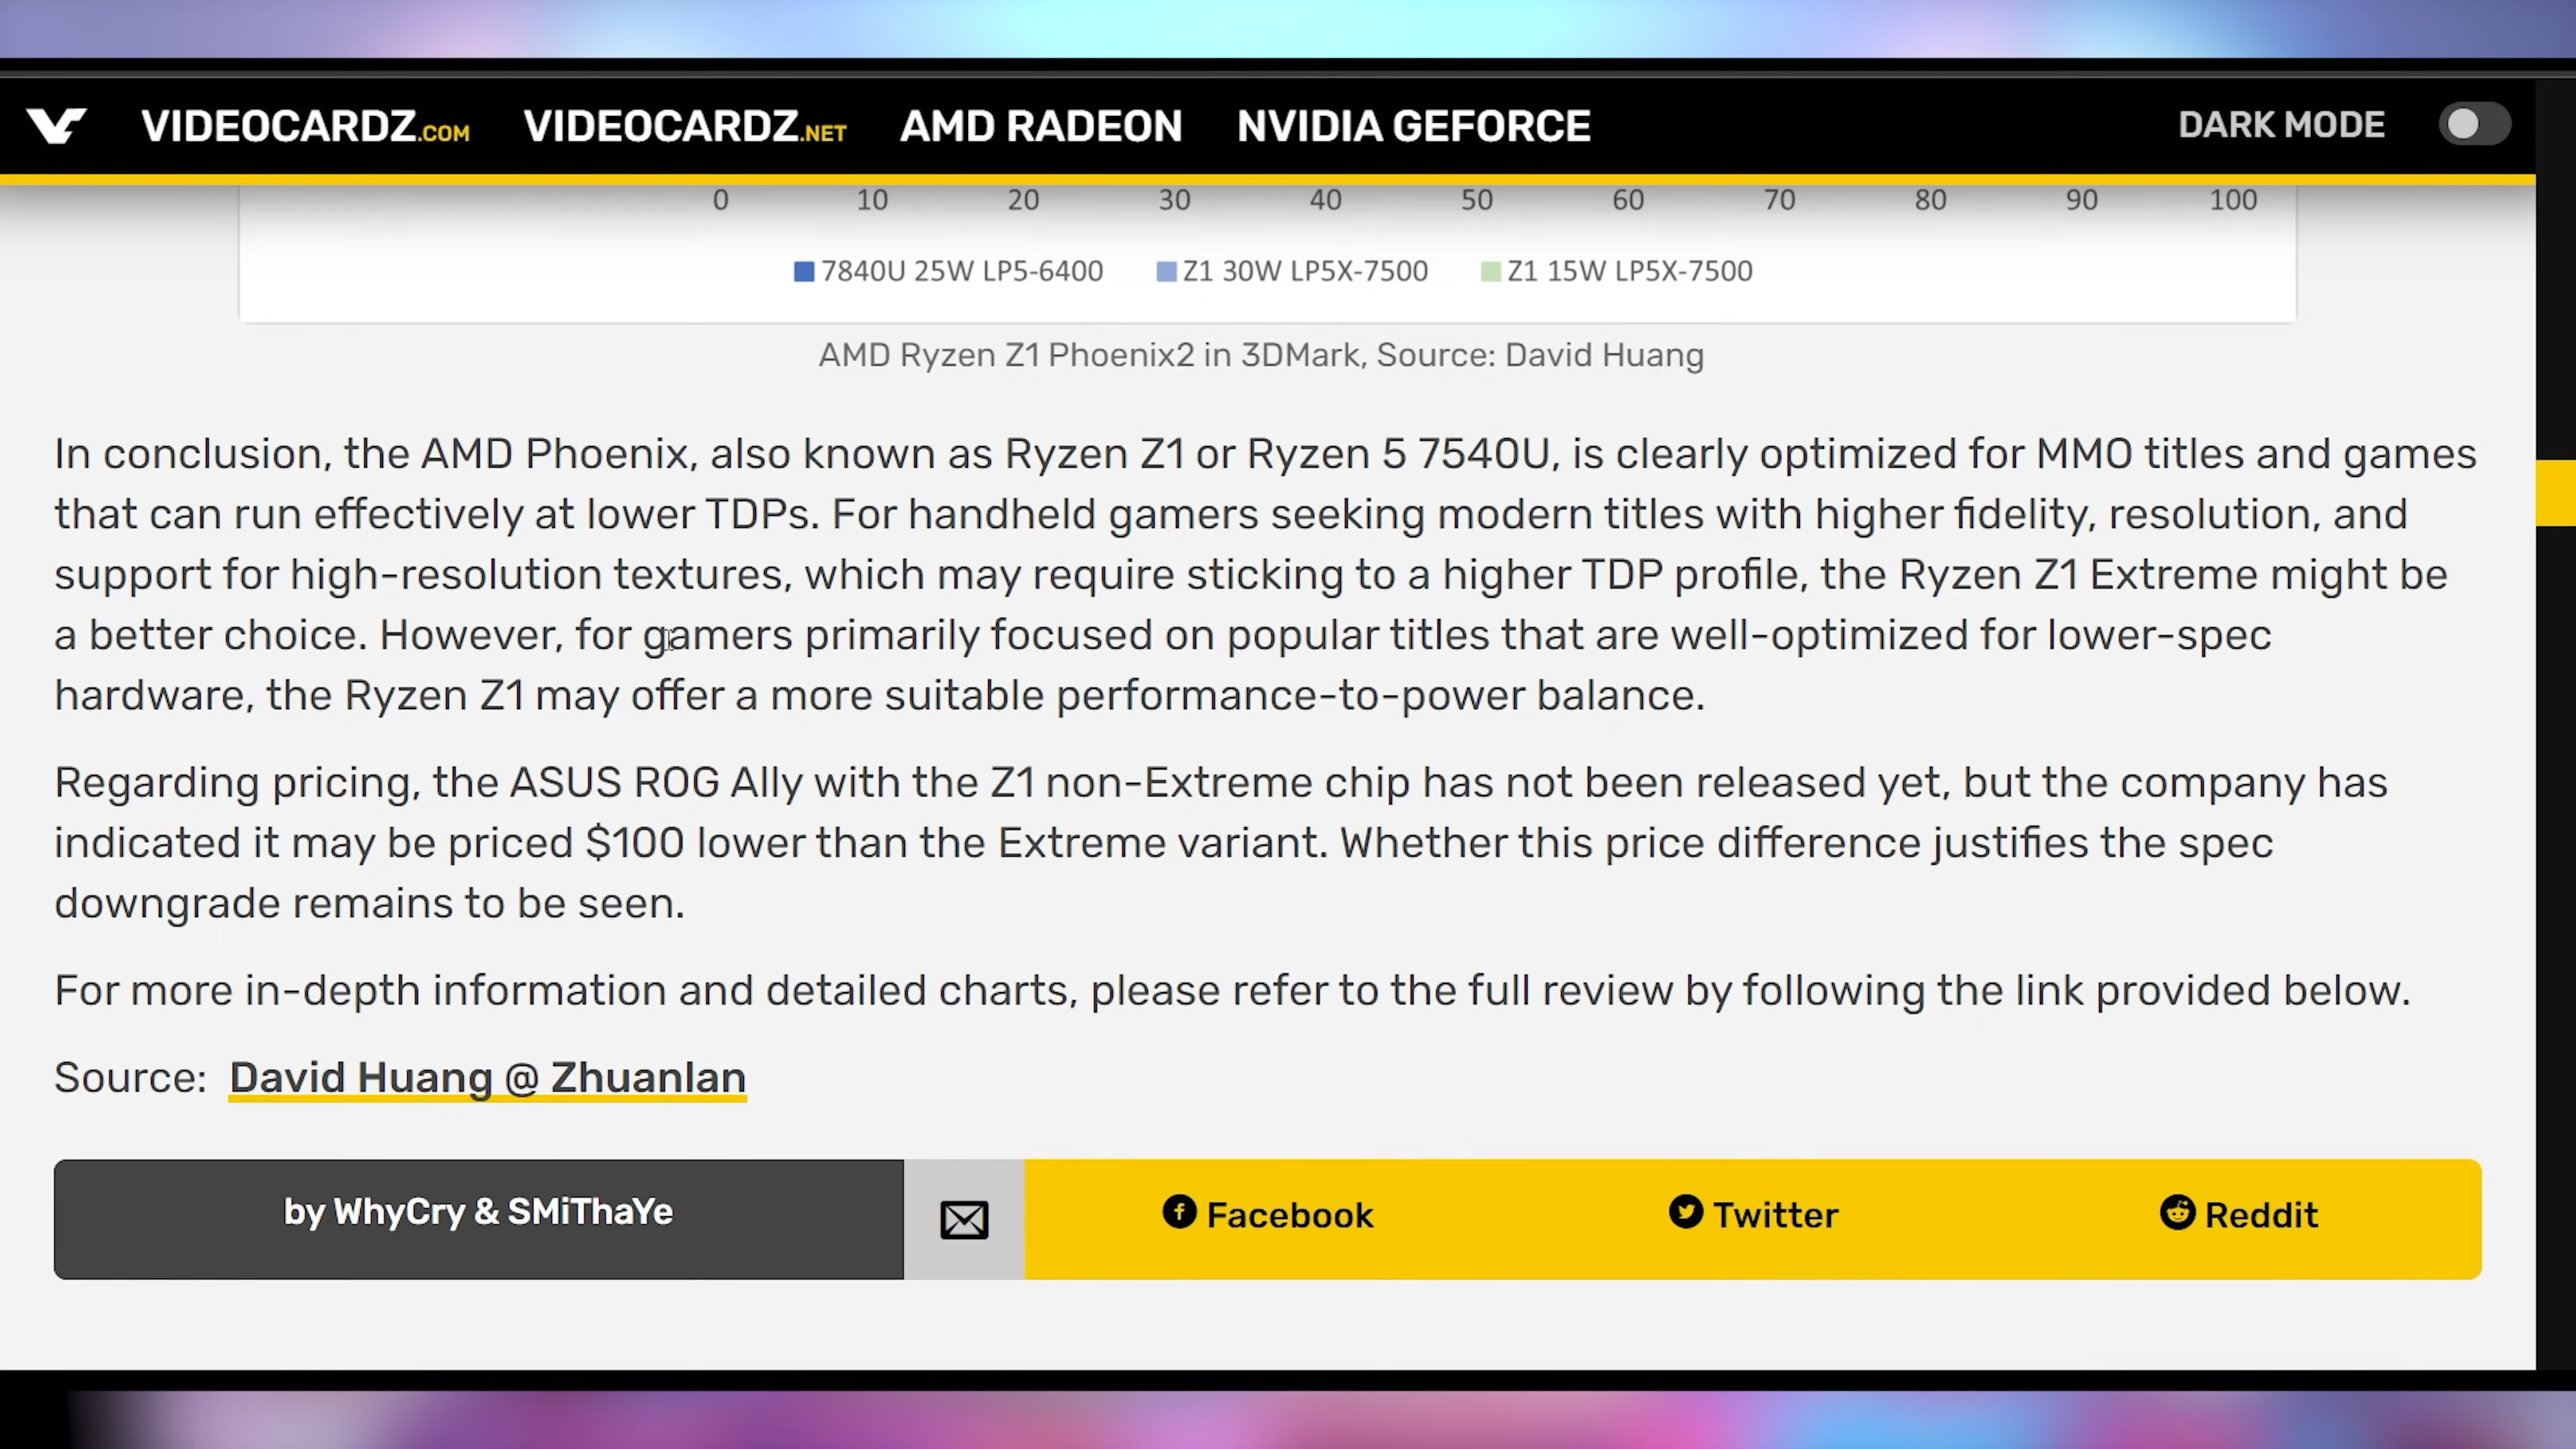 VIDEOCARDZ.COM VIDEOCARDZ.NET AMD RADEON NVIDIA GEFORCE DARK MODE
0 10 20 30 40 50 60 70 80 90 100
7840U 25W LP5-6400 Z1 30W LP5X-7500 Z1 15W LP5X-7500
AMD Ryzen Z1 Phoenix2 in 3DMark, Source: David Huang
In conclusion, the AMD Phoenix, also known as Ryzen Z1 or Ryzen 5 7540U, is clearly optimized for MMO titles and games
that can run effectively at lower TDPs. For handheld gamers seeking modern titles with higher fidelity, resolution, and
support for high-resolution textures, which may require sticking to a higher TDP profile, the Ryzen Z1 Extreme might be
a better choice. However, for gamers primarily focused on popular titles that are well-optimized for lower-spec
hardware, the Ryzen Z1 may offer a more suitable performance-to-power balance.
Regarding pricing, the ASUS ROG Ally with the Z1 non-Extreme chip has not been released yet, but the company has
indicated it may be priced $100 lower than the Extreme variant. Whether this price difference justifies the spec
downgrade remains to be seen.
For more in-depth information and detailed charts, please refer to the full review by following the link provided below.
Source: David Huang @ Zhuanlan
by WhyCry & SMiThaYe Facebook Twitter Reddit